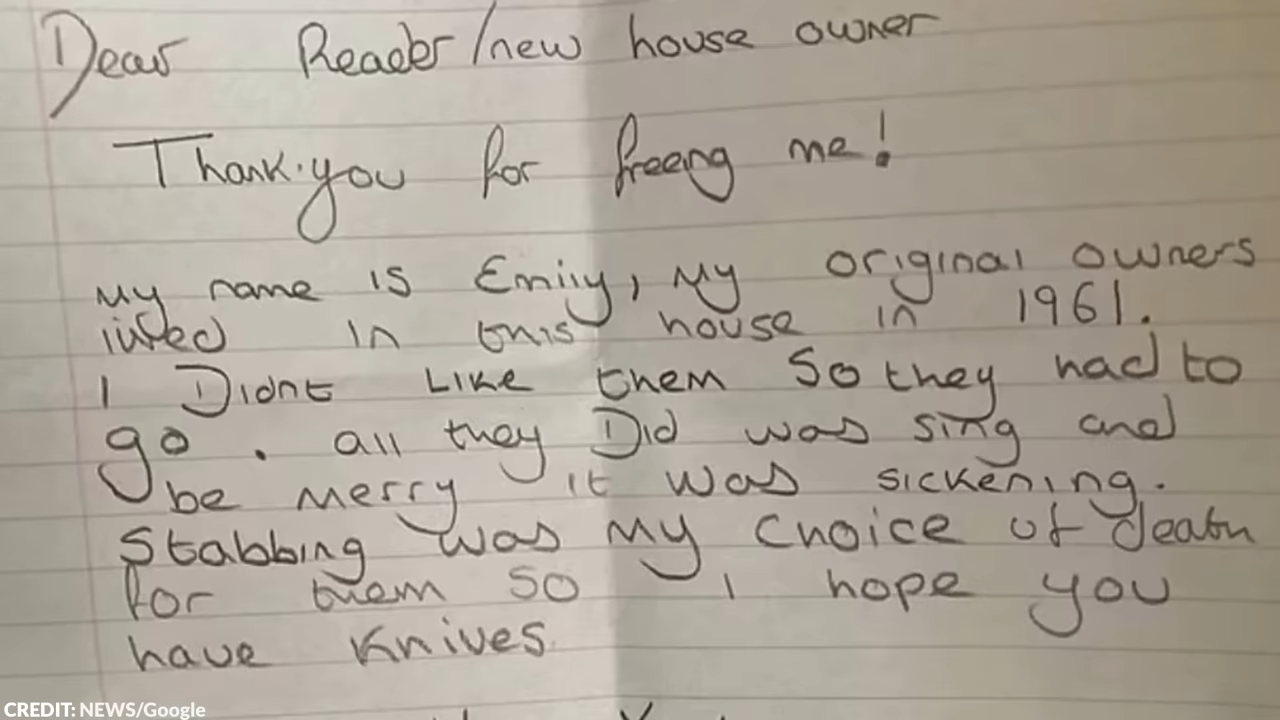 Dear Reader/new house owner
Thank.you for freeing me!
My name is Emily, My original owners
lived in this house in 1961.
I Didnt Like them so they had to
go. all they Did was sing and
be merry it was sickening.
Stabbing was my choice of death
for them so I hope you
have Knives
CREDIT: NEWS/Google